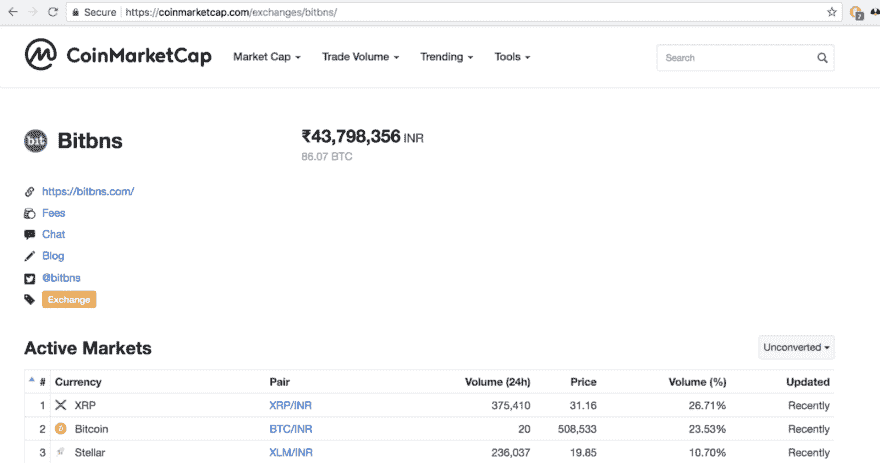 Secure https://coinmarketcap.com/exchanges/bitbns/
7
CoinMarketCap Market Cap Trade Volume Trending Tools Search
bit Bitbns ₹43,798,356 INR
86.07 BTC
https://bitbns.com/
Fees
Chat
Blog
@bitbns
Exchange
Active Markets Unconverted
# Currency Pair Volume (24h) Price Volume (%) Updated
1 XRP XRP/INR 375,410 31.16 26.71% Recently
2 Bitcoin BTC/INR 20 508,533 23.53% Recently
3 Stellar XLM/INR 236,037 19.85 10.70% Recently